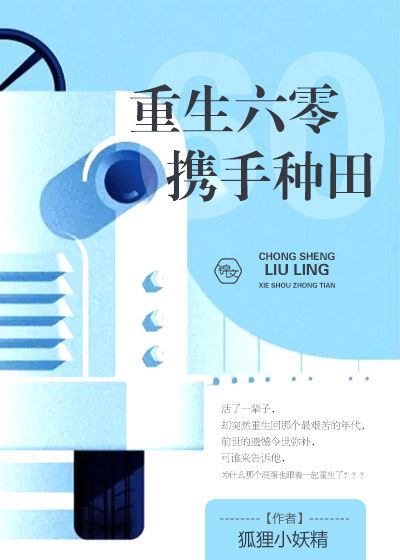 60
重生六零
携手种田
锦文
CHONG SHENG
LIU LING
XIE SHOU ZHONG TIAN
活了一辈子，
却突然重生回那个最艰苦的年代，
前世的遗憾今世弥补，
可谁来告诉他，
为什么那个混蛋也跟着一起重生了？？？
--------【作者】--------
狐狸小妖精